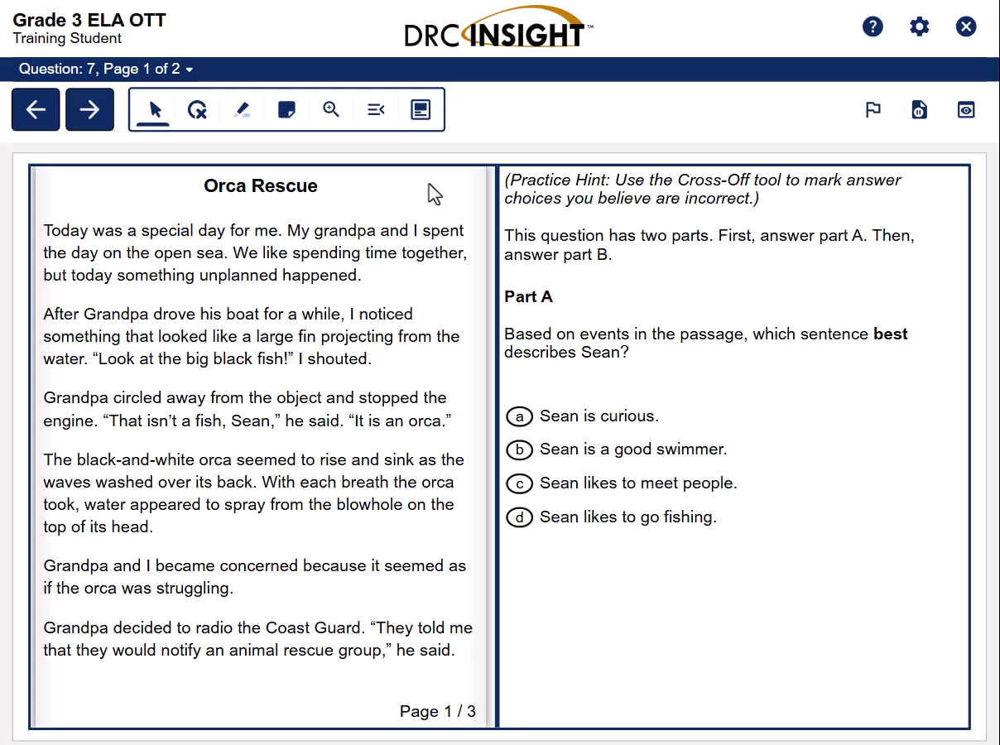 Grade 3 ELA OTT
Training Student
DRC INSIGHT™
Question: 7, Page 1 of 2
Orca Rescue
Today was a special day for me. My grandpa and I spent
the day on the open sea. We like spending time together,
but today something unplanned happened.
After Grandpa drove his boat for a while, I noticed
something that looked like a large fin projecting from the
water. “Look at the big black fish!” I shouted.
Grandpa circled away from the object and stopped the
engine. “That isn’t a fish, Sean,” he said. “It is an orca.”
The black-and-white orca seemed to rise and sink as the
waves washed over its back. With each breath the orca
took, water appeared to spray from the blowhole on the
top of its head.
Grandpa and I became concerned because it seemed as
if the orca was struggling.
Grandpa decided to radio the Coast Guard. “They told me
that they would notify an animal rescue group,” he said.
Page 1 / 3
(Practice Hint: Use the Cross-Off tool to mark answer
choices you believe are incorrect.)
This question has two parts. First, answer part A. Then,
answer part B.
Part A
Based on events in the passage, which sentence best
describes Sean?
a Sean is curious.
b Sean is a good swimmer.
c Sean likes to meet people.
d Sean likes to go fishing.